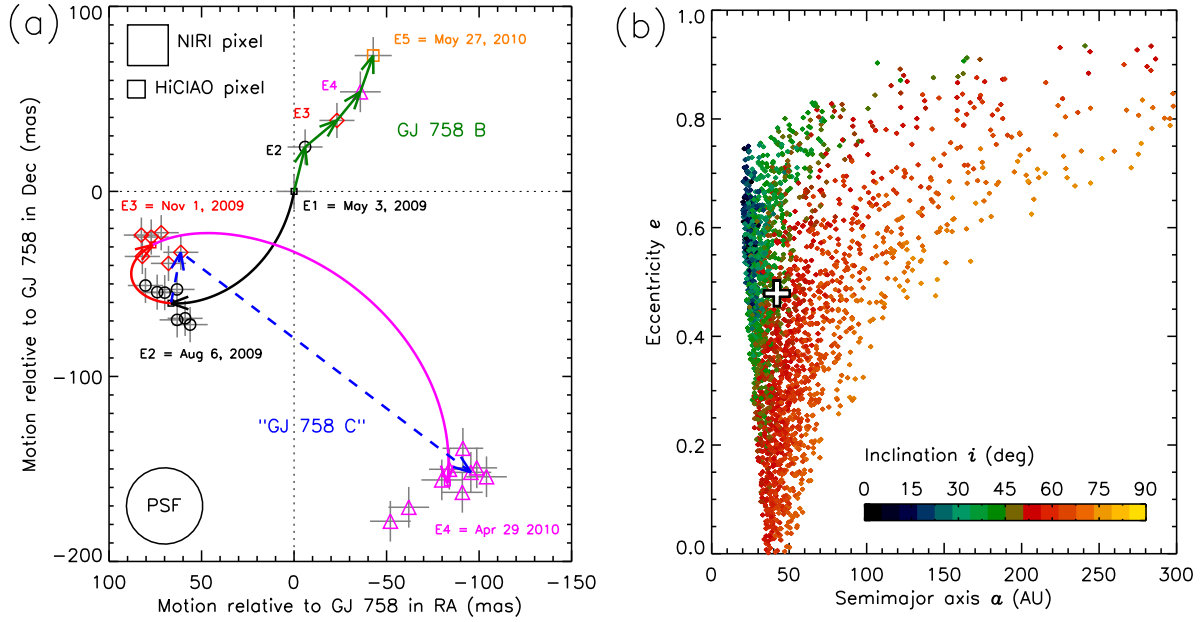 (a)
NIRI pixel
HiCIAO pixel
E5 = May 27, 2010
E4
E3
E2
GJ 758 B
E1 = May 3, 2009
E3 = Nov 1, 2009
E2 = Aug 6, 2009
"GJ 758 C"
PSF
E4 = Apr 29 2010
100
0
−100
−200
Motion relative to GJ 758 in Dec (mas)
100 50 0 −50 −100 −150
Motion relative to GJ 758 in RA (mas)
(b)
1.0
0.8
0.6
0.4
0.2
0.0
Eccentricity e
Inclination i (deg)
0 15 30 45 60 75 90
0 50 100 150 200 250 300
Semimajor axis a (AU)